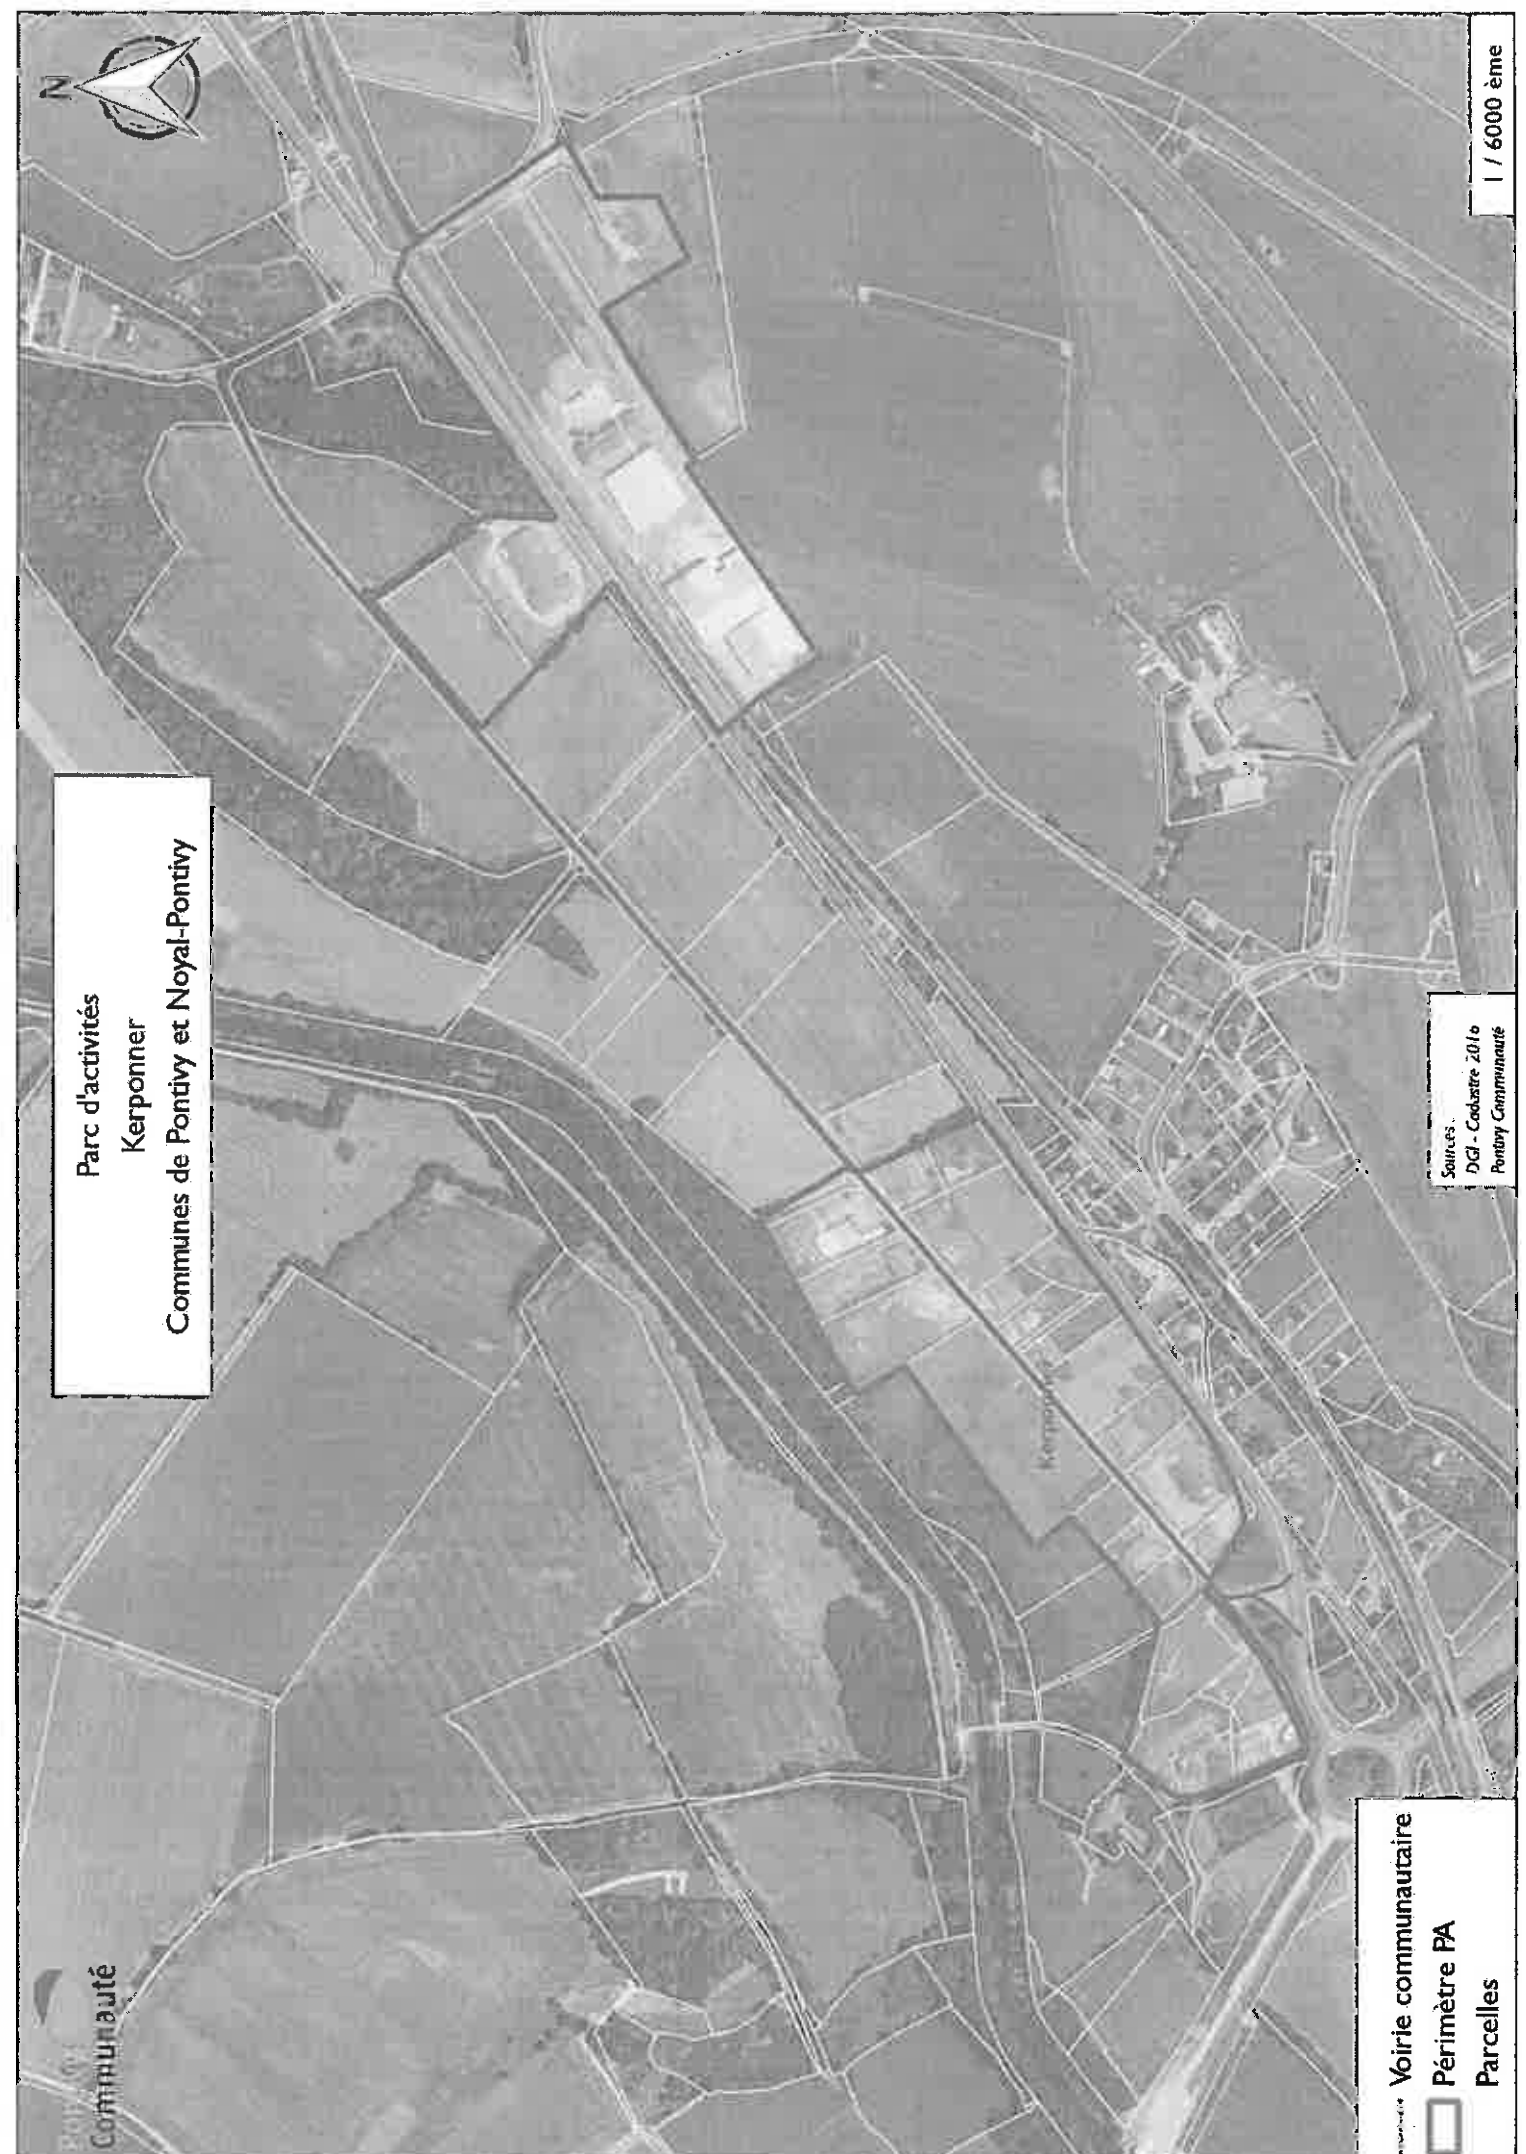 Communauté
Parc d'activités
Kerponner
Communes de Pontivy et Noyal-Pontivy
N
Voirie communautaire
Périmètre PA
Parcelles
Sources :
DGI - Cadastre 2016
Pontivy Communauté
1 / 6000 ème